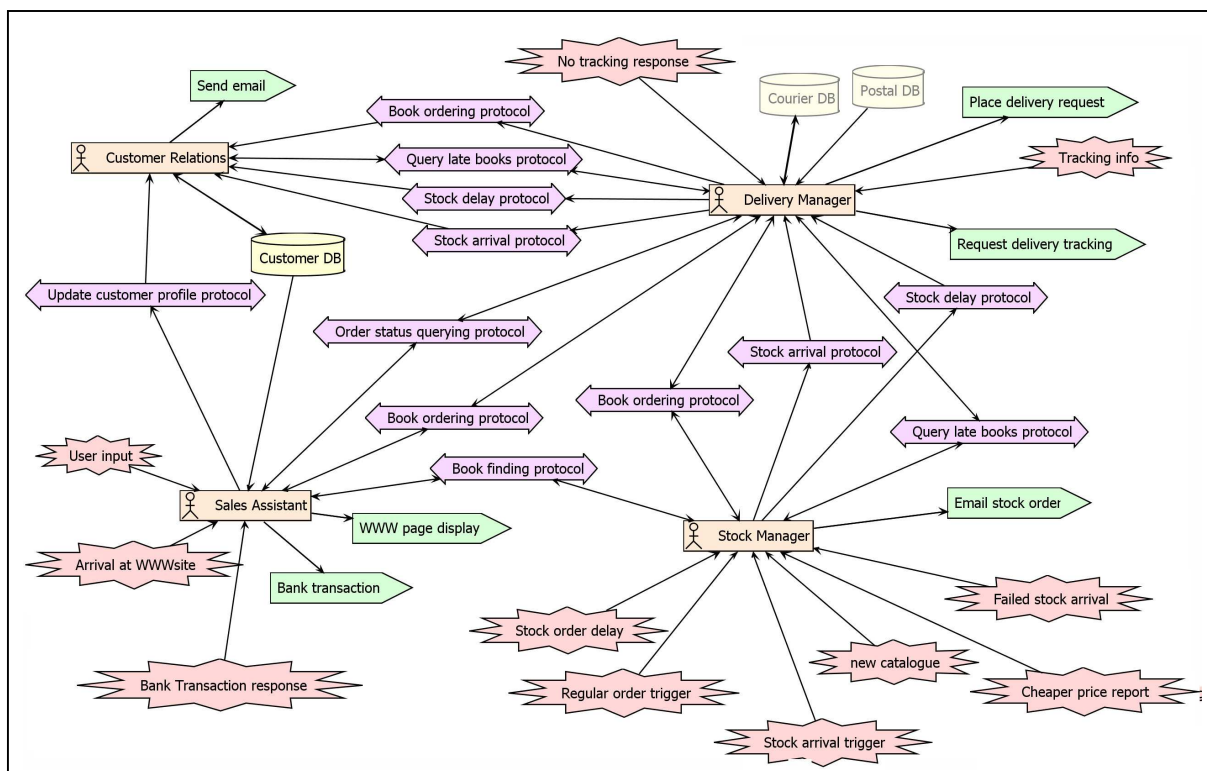 No tracking response
Send email
Courier DB
Postal DB
Place delivery request
Book ordering protocol
Customer Relations
Query late books protocol
Tracking info
Stock delay protocol
Delivery Manager
Stock arrival protocol
Request delivery tracking
Customer DB
Update customer profile protocol
Stock delay protocol
Order status querying protocol
Stock arrival protocol
Book ordering protocol
Book ordering protocol
Query late books protocol
User input
Book finding protocol
Sales Assistant
Email stock order
WWW page display
Stock Manager
Arrival at WWWsite
Bank transaction
Failed stock arrival
Stock order delay
new catalogue
Bank Transaction response
Regular order trigger
Cheaper price report
Stock arrival trigger